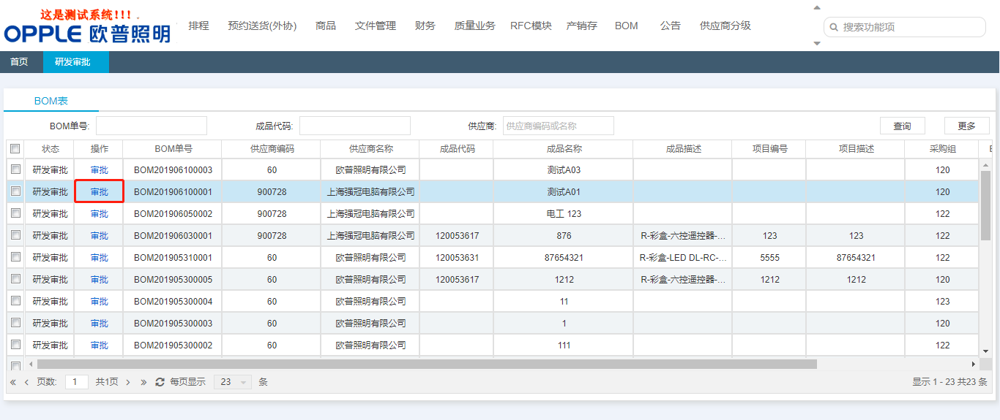 这是测试系统!!!
OPPLE 欧普照明
排程 预约送货(外协) 商品 文件管理 财务 质量业务 RFC模块 产销存 BOM 公告 供应商分级
搜索功能项
首页 研发审批
BOM表
BOM单号: 成品代码: 供应商: 供应商编码或名称 查询 更多
状态 操作 BOM单号 供应商编码 供应商名称 成品代码 成品名称 成品描述 项目编号 项目描述 采购组
研发审批 审批 BOM201906100003 60 欧普照明有限公司 测试A03 120
研发审批 审批 BOM201906100001 900728 上海强冠电脑有限公司 测试A01 120
研发审批 审批 BOM201906050002 900728 上海强冠电脑有限公司 电工 123 122
研发审批 审批 BOM201906030001 900728 上海强冠电脑有限公司 120053617 876 R-彩盒-六控遥控器-... 123 123 122
研发审批 审批 BOM201905310001 60 欧普照明有限公司 120053631 87654321 R-彩盒-LED DL-RC-... 5555 87654321 122
研发审批 审批 BOM201905300005 60 欧普照明有限公司 120053617 1212 R-彩盒-六控遥控器-... 1212 1212 120
研发审批 审批 BOM201905300004 60 欧普照明有限公司 11 123
研发审批 审批 BOM201905300003 60 欧普照明有限公司 1 120
研发审批 审批 BOM201905300002 60 欧普照明有限公司 111 122
« ‹ 页数: 1 共1页 › » 每页显示 23 条 显示 1 - 23 共23 条